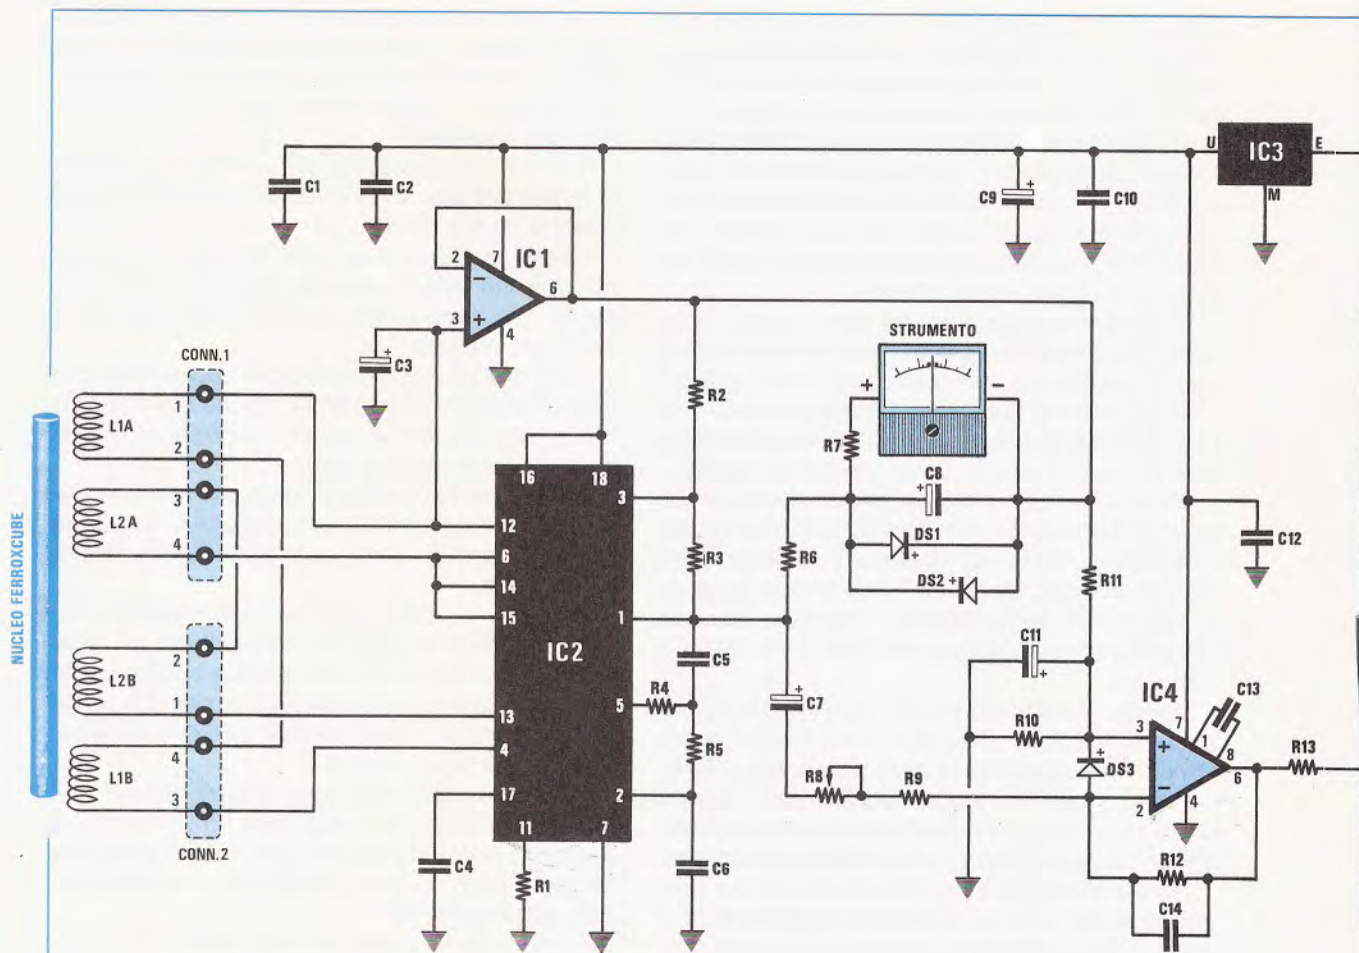 U
IC3
E
M
C1
C2
C9
+
C10
IC1
2
7
6
3
4
−
+
C3
+
STRUMENTO
+
−
CONN.1
1
2
3
4
L1A
L2A
R2
R7
C8
+
DS1
+
DS2
+
R6
R3
R11
C12
16
18
3
12
6
14
15
1
IC2
13
5
4
17
2
11
7
NUCLEO FERROXCUBE
2
1
4
3
L2B
L1B
CONN.2
R4
C5
R5
C7
+
C11
+
IC4
C13
R10
3
7
1
8
6
+
−
2
4
DS3
+
R13
R8
R9
C4
R1
C6
R12
C14